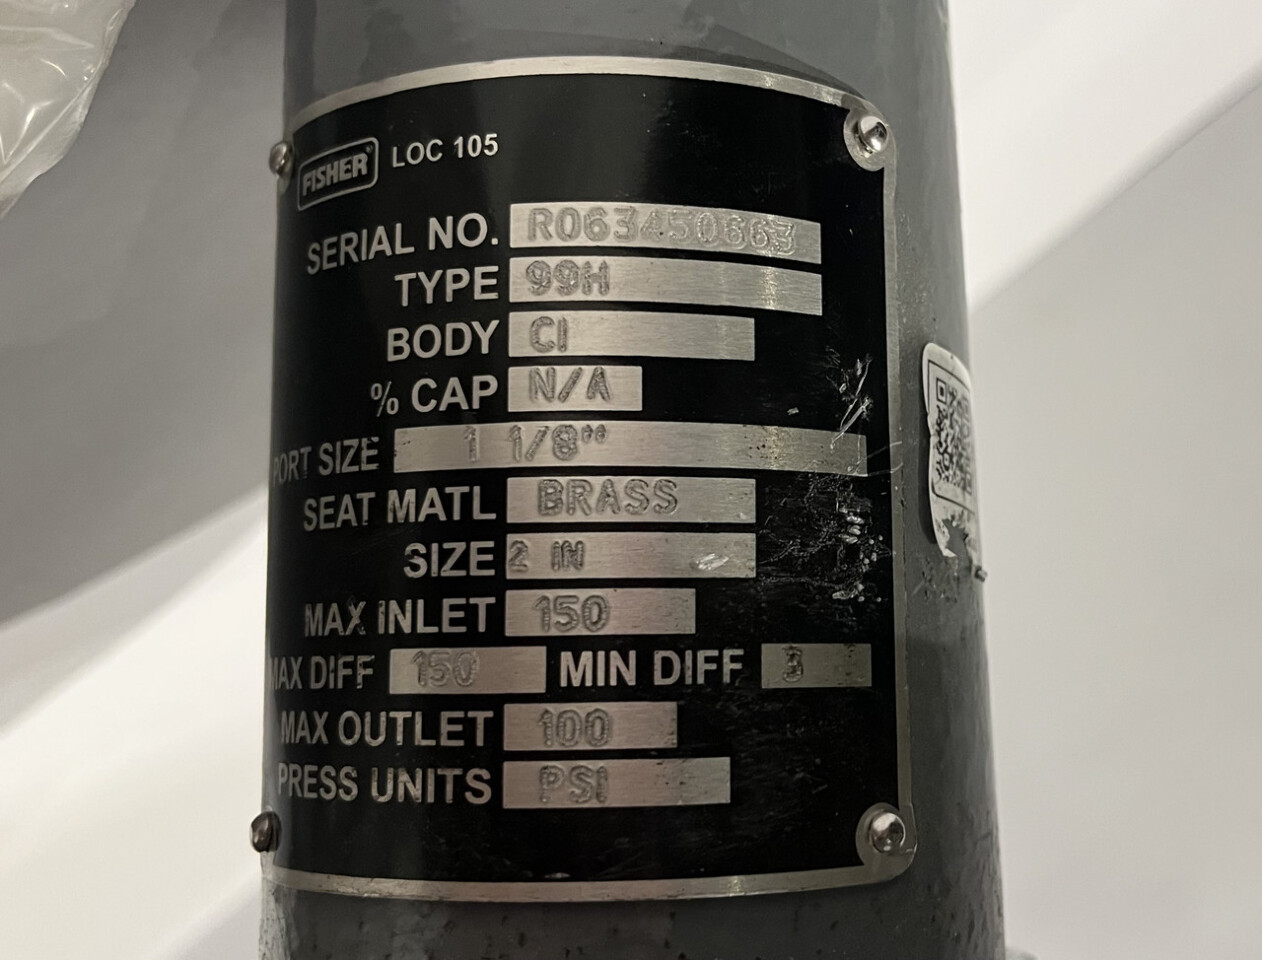 FISHER LOC 105
SERIAL NO. R063450663
TYPE 99H
BODY CI
% CAP N/A
PORT SIZE 1 1/8"
SEAT MATL BRASS
SIZE 2 IN
MAX INLET 150
MAX DIFF 150 MIN DIFF 3
MAX OUTLET 100
PRESS UNITS PSI